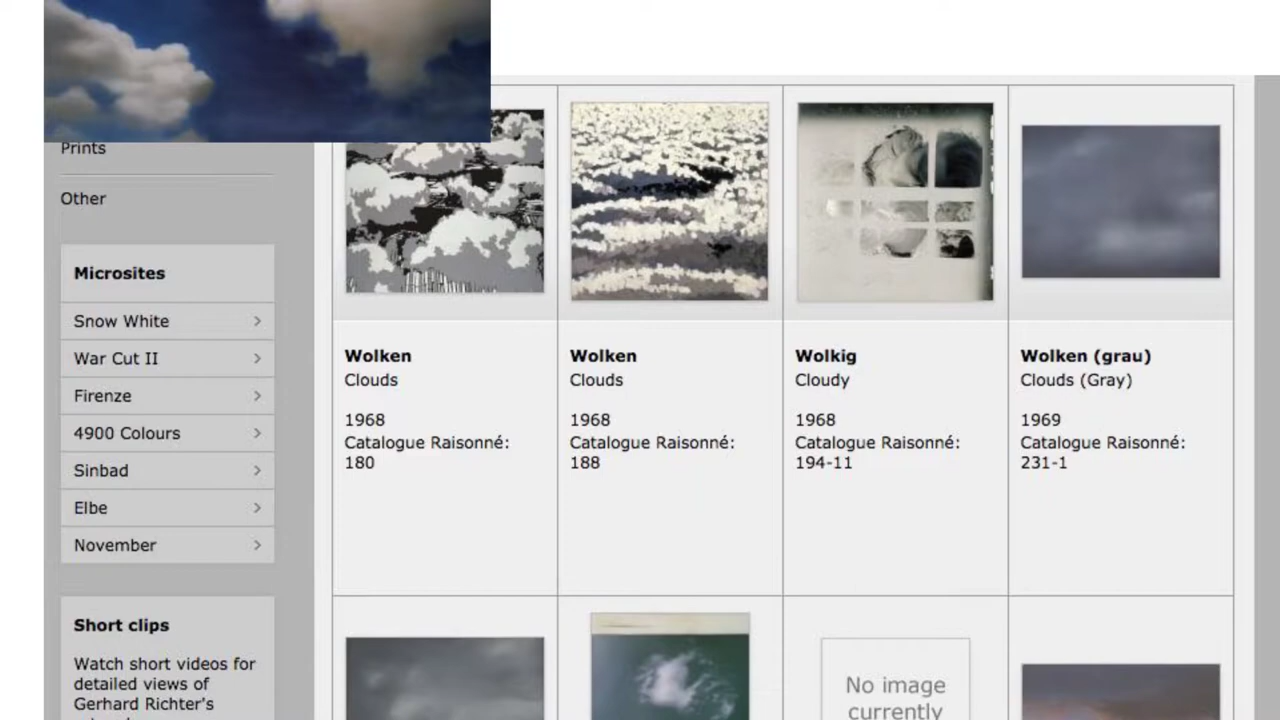 Prints
Other
Microsites
Snow White
War Cut II
Firenze
4900 Colours
Sinbad
Elbe
November
Short clips
Watch short videos for
detailed views of
Gerhard Richter's
Wolken
Clouds
1968
Catalogue Raisonné:
180
Wolken
Clouds
1968
Catalogue Raisonné:
188
Wolkig
Cloudy
1968
Catalogue Raisonné:
194-11
Wolken (grau)
Clouds (Gray)
1969
Catalogue Raisonné:
231-1
No image
currently